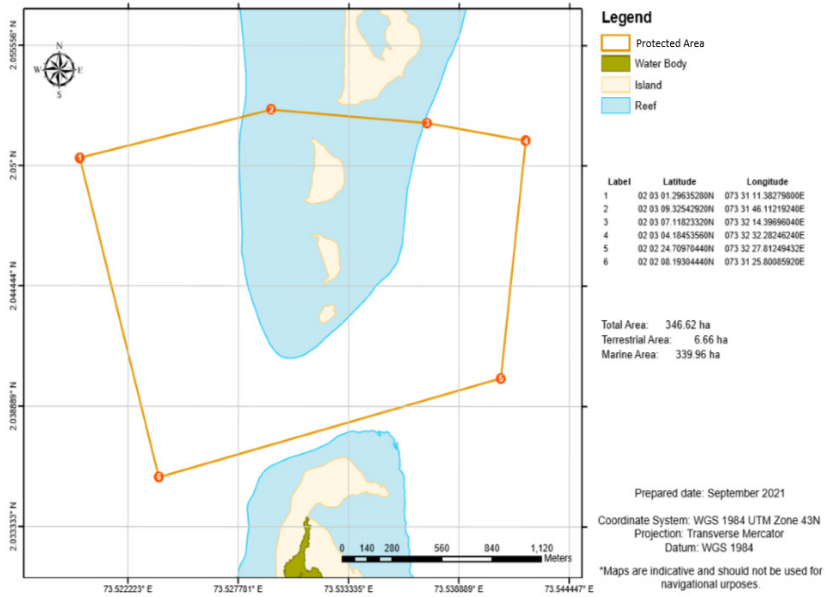 Legend
Protected Area
Water Body
Island
Reef
Label Latitude Longitude
1 02 03 01.29635280N 073 31 11.38279800E
2 02 03 09.32542920N 073 31 46.11219240E
3 02 03 07.11823320N 073 32 14.39696040E
4 02 03 04.18453560N 073 32 32.28246240E
5 02 02 24.70970440N 073 32 27.81249432E
6 02 02 08.19304440N 073 31 25.80085920E
Total Area: 346.62 ha
Terrestrial Area: 6.66 ha
Marine Area: 339.96 ha
Prepared date: September 2021
Coordinate System: WGS 1984 UTM Zone 43N
Projection: Transverse Mercator
Datum: WGS 1984
*Maps are indicative and should not be used for
navigational urposes.
N
W E
S
1
2
3
4
5
6
2.055556° N
2.05° N
2.044444° N
2.038889° N
2.033333° N
0 140 280 560 840 1,120
Meters
73.522223° E 73.527781° E 73.533335° E 73.538889° E 73.544447° E